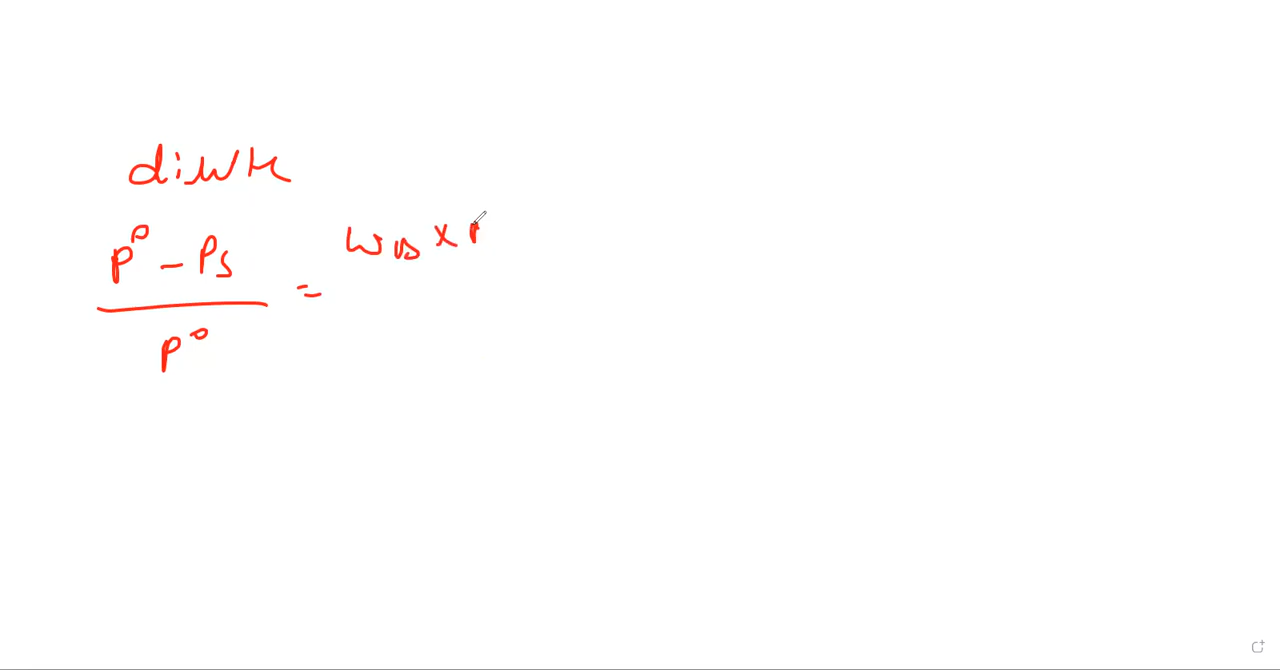 dilute
P° - Ps = WB ×
P°